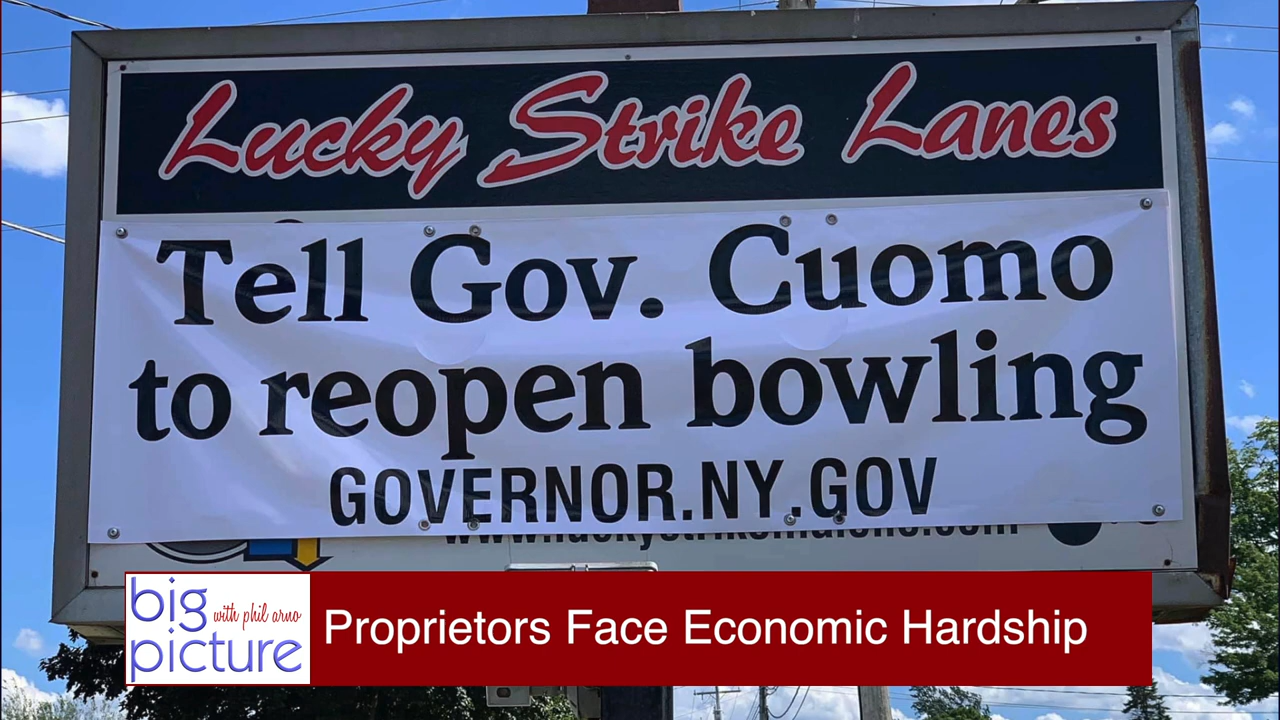 Lucky Strike Lanes
Tell Gov. Cuomo
to reopen bowling
GOVERNOR.NY.GOV
big
with phil arno
picture
Proprietors Face Economic Hardship